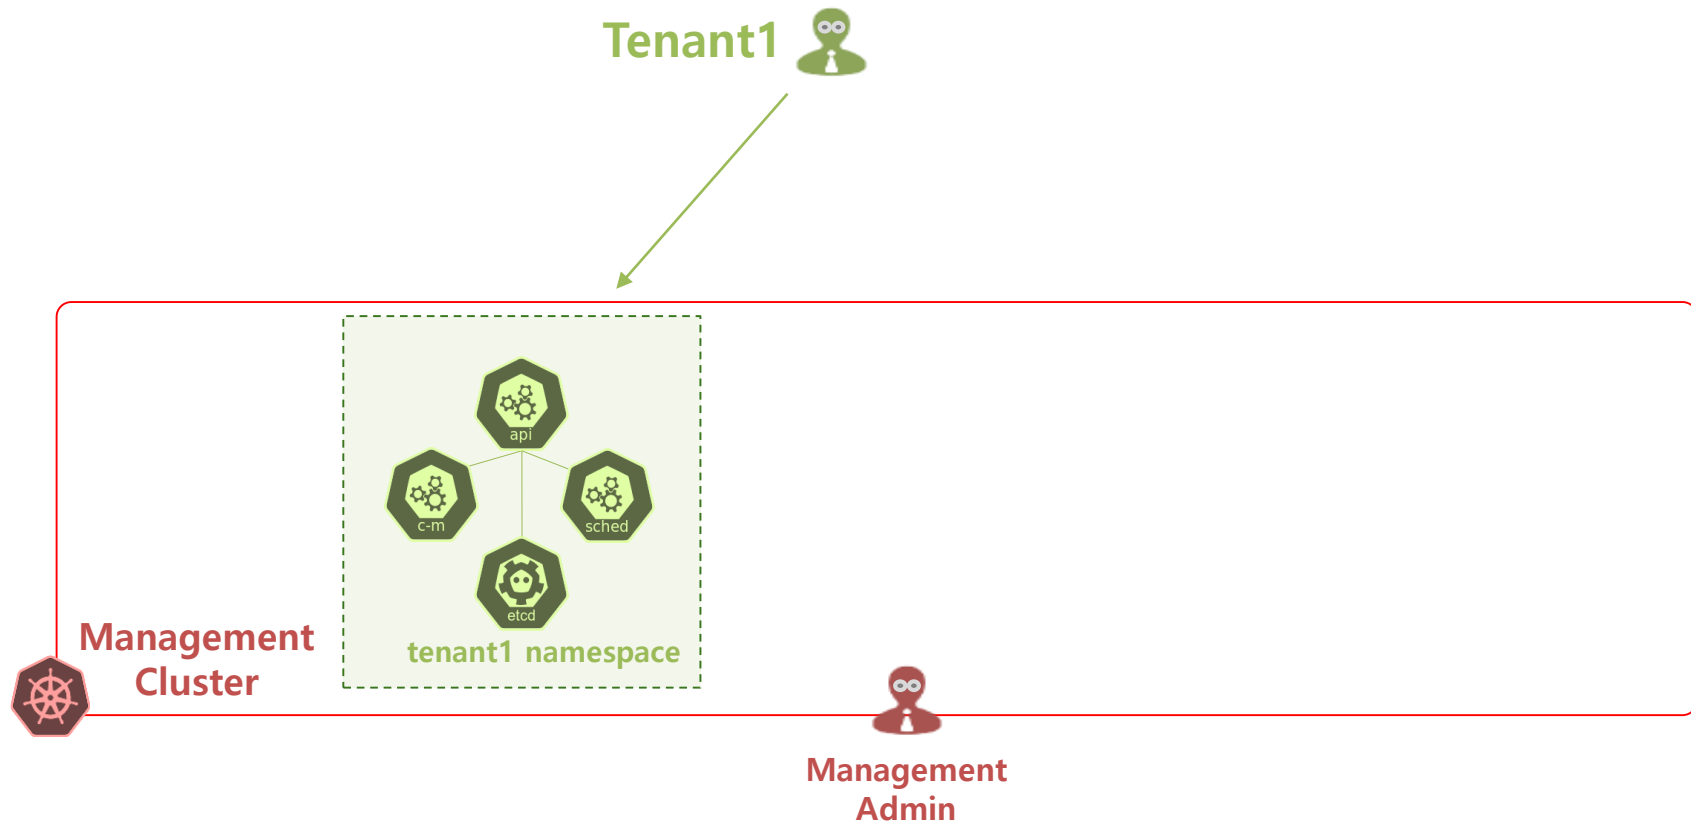 Tenant1
api
c-m
sched
etcd
tenant1 namespace
Management
Cluster
Management
Admin